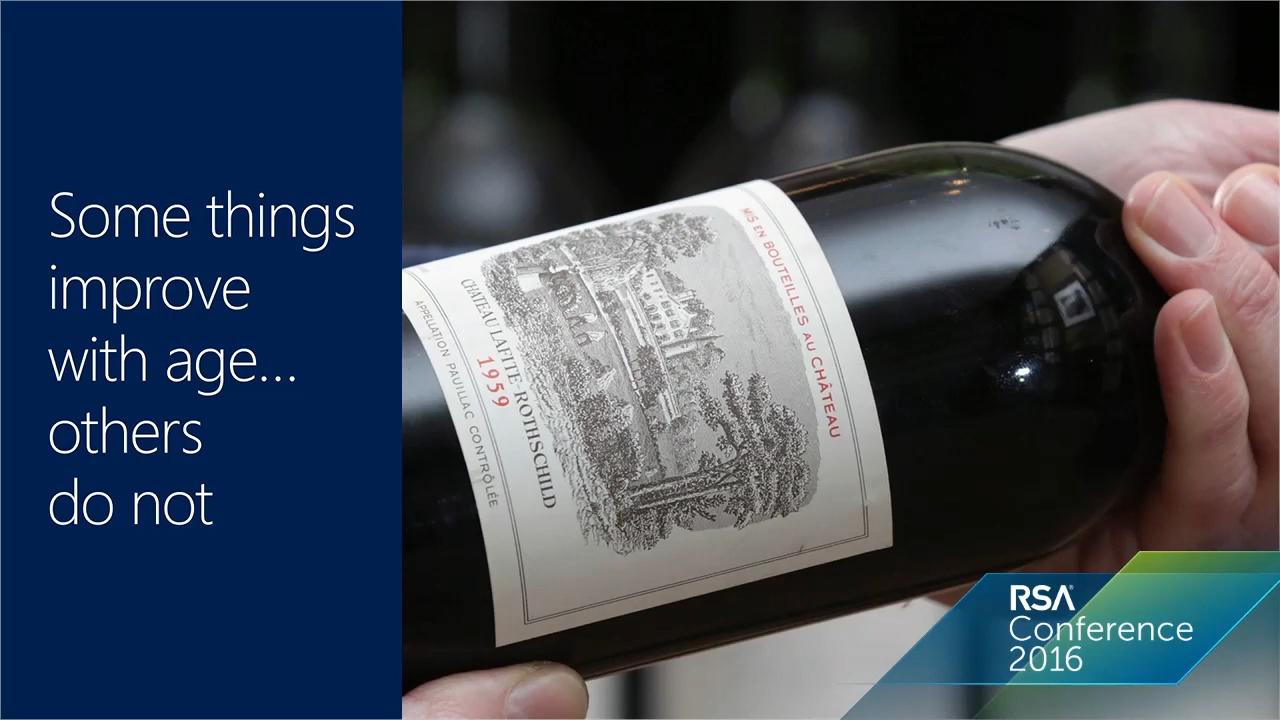 Some things
improve
with age...
others
do not
MIS EN BOUTEILLES AU CHÂTEAU
CHATEAU LAFITE-ROTHSCHILD
1959
APPELLATION PAUILLAC CONTRÔLÉE
RSA
Conference
2016